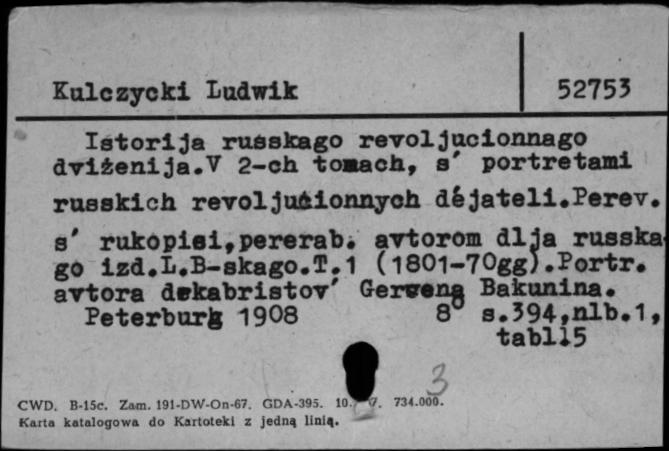 Kulczycki Ludwik 52753
Istorija russkago revoljucionnago
dviženija.V 2-ch tomach, s' portretami
russkich revoljucionnych déjateli.Perev.
s' rukopisi,pererab. avtorom dlja russka
go izd.L.B-skago.T.1 (1801-70gg).Portr.
avtora dekabristov' Gercena Bakunina.
Peterburg 1908 8° s.394,nlb.1,
tabl15
3
CWD. B-15c. Zam. 191-DW-On-67. GDA-395. 10. 7. 734.000.
Karta katalogowa do Kartoteki z jedną linią.